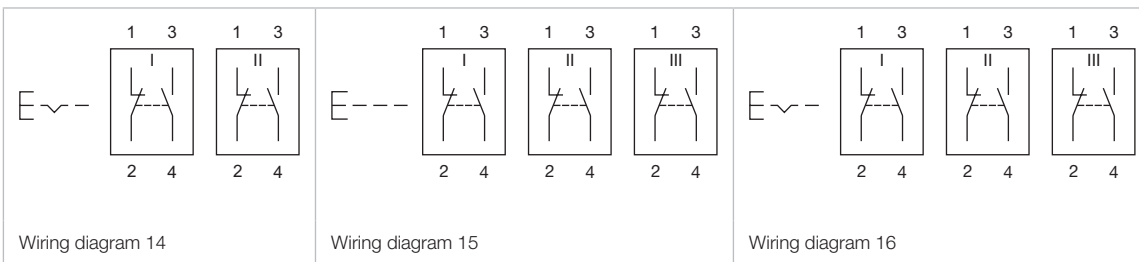 1 3 1 3
I II
2 4 2 4
Wiring diagram 14
1 3 1 3 1 3
I II III
2 4 2 4 2 4
Wiring diagram 15
1 3 1 3 1 3
I II III
2 4 2 4 2 4
Wiring diagram 16